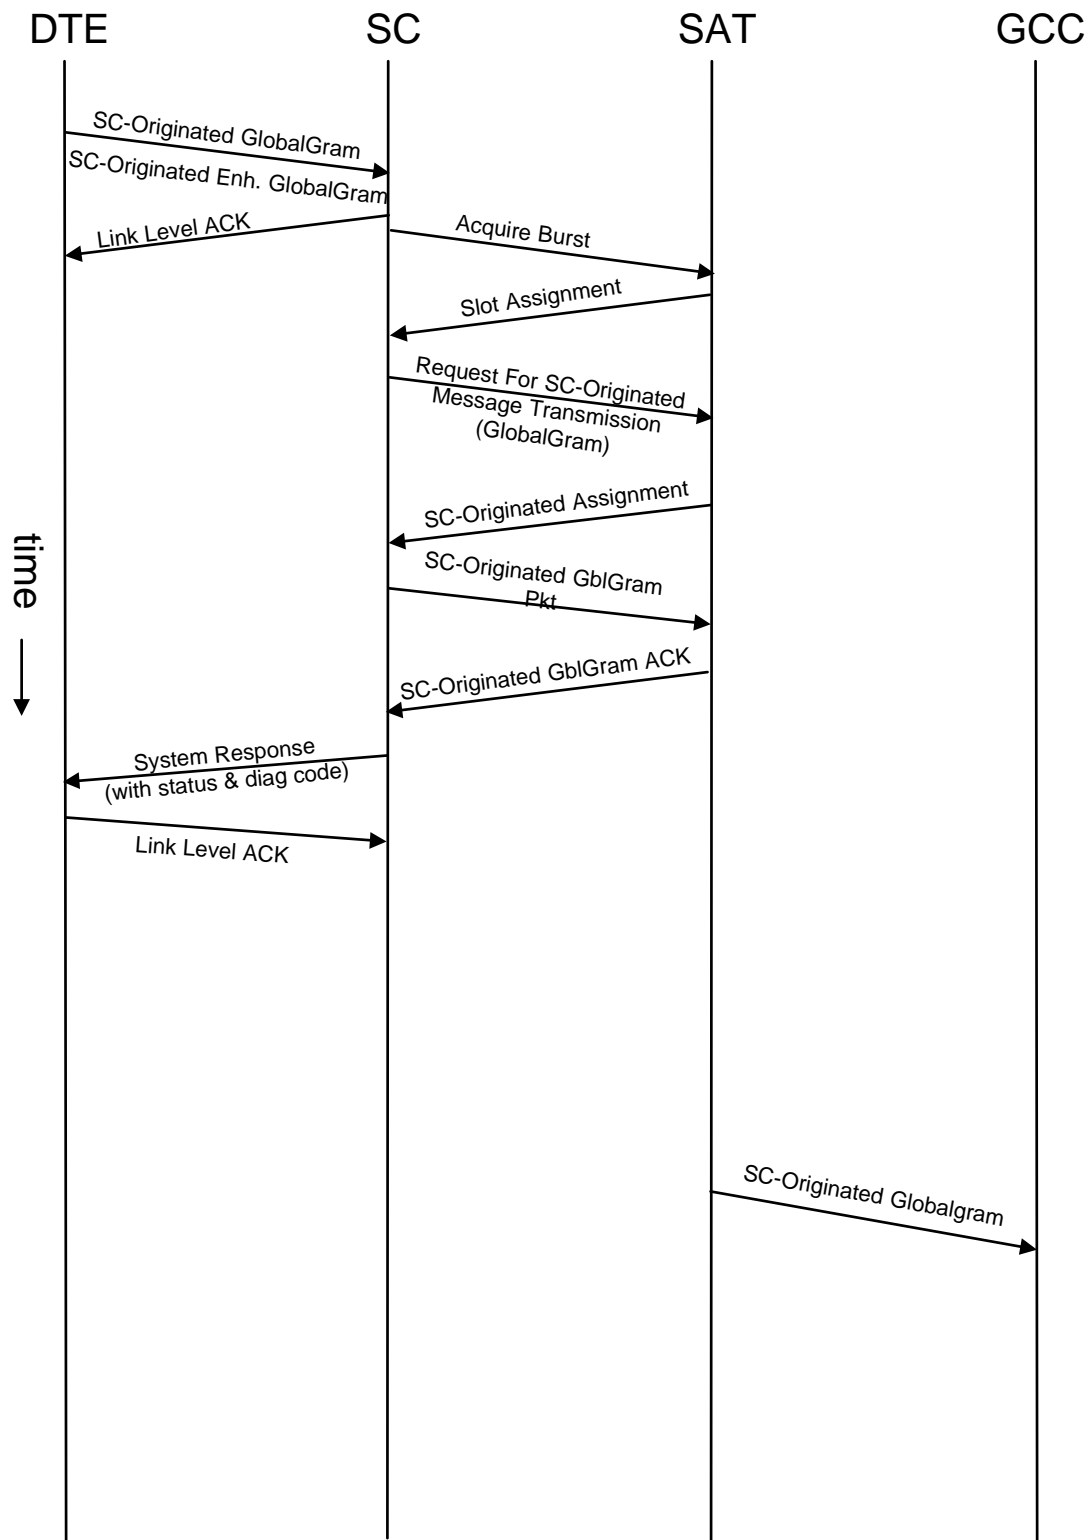 DTE
SC
SAT
GCC
SC-Originated GlobalGram
SC-Originated Enh. GlobalGram
Link Level ACK
Acquire Burst
Slot Assignment
Request For SC-Originated
Message Transmission
(GlobalGram)
SC-Originated Assignment
time
SC-Originated GblGram
Pkt
SC-Originated GblGram ACK
System Response
(with status & diag code)
Link Level ACK
SC-Originated Globalgram